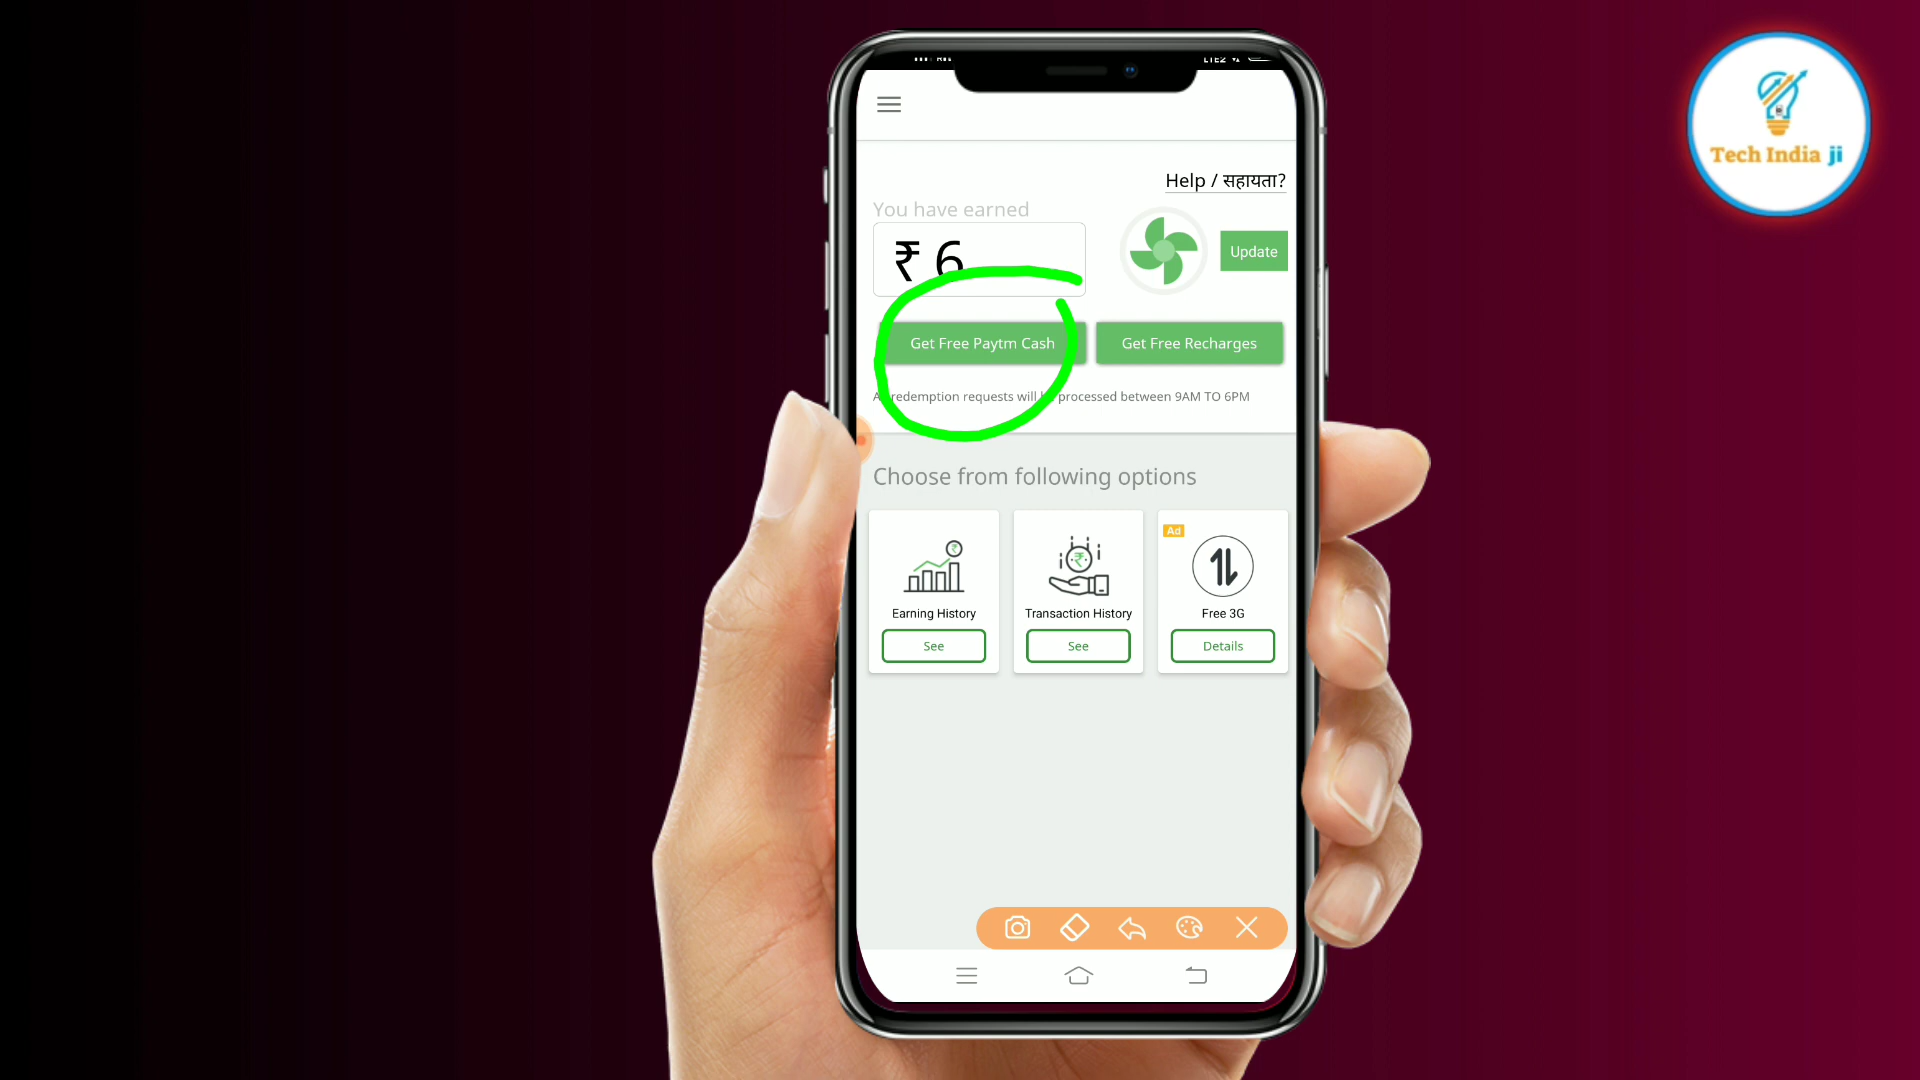 Tech India ji
Help / सहायता?
You have earned
₹ 6
Update
Get Free Paytm Cash
Get Free Recharges
redemption requests will processed between 9AM TO 6PM
Choose from following options
Ad
Earning History
Transaction History
Free 3G
See
See
Details